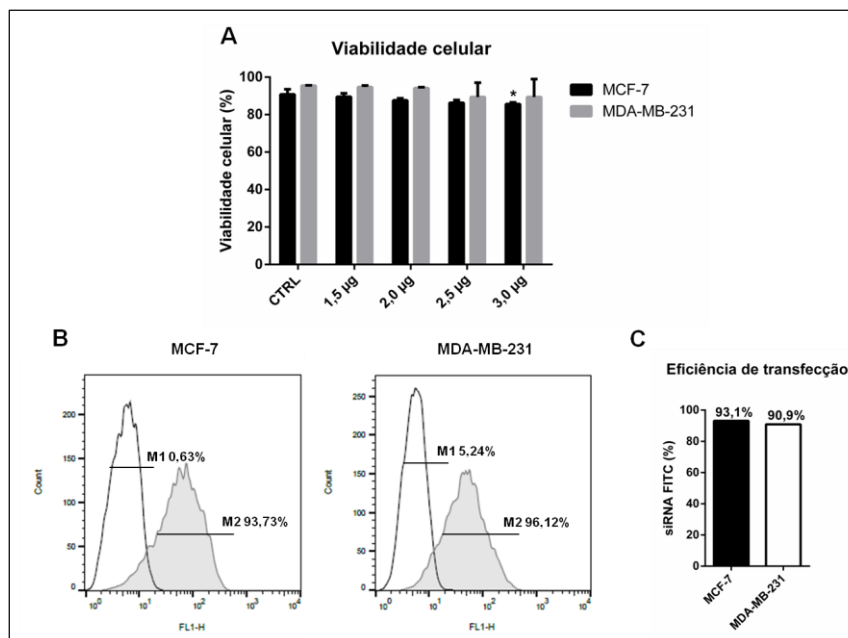 A
Viabilidade celular
Viabilidade celular (%)
100
80
60
40
20
0
*
MCF-7
MDA-MB-231
CTRL
1,5 µg
2,0 µg
2,5 µg
3,0 µg
B
MCF-7
Count
200
150
100
50
0
M1 0,63%
M2 93,73%
10⁰ 10¹ 10² 10³ 10⁴
FL1-H
MDA-MB-231
Count
250
200
150
100
50
0
M1 5,24%
M2 96,12%
10⁰ 10¹ 10² 10³ 10⁴
FL1-H
C
Eficiência de transfecção
siRNA FITC (%)
100
80
60
40
20
0
93,1%
90,9%
MCF-7
MDA-MB-231